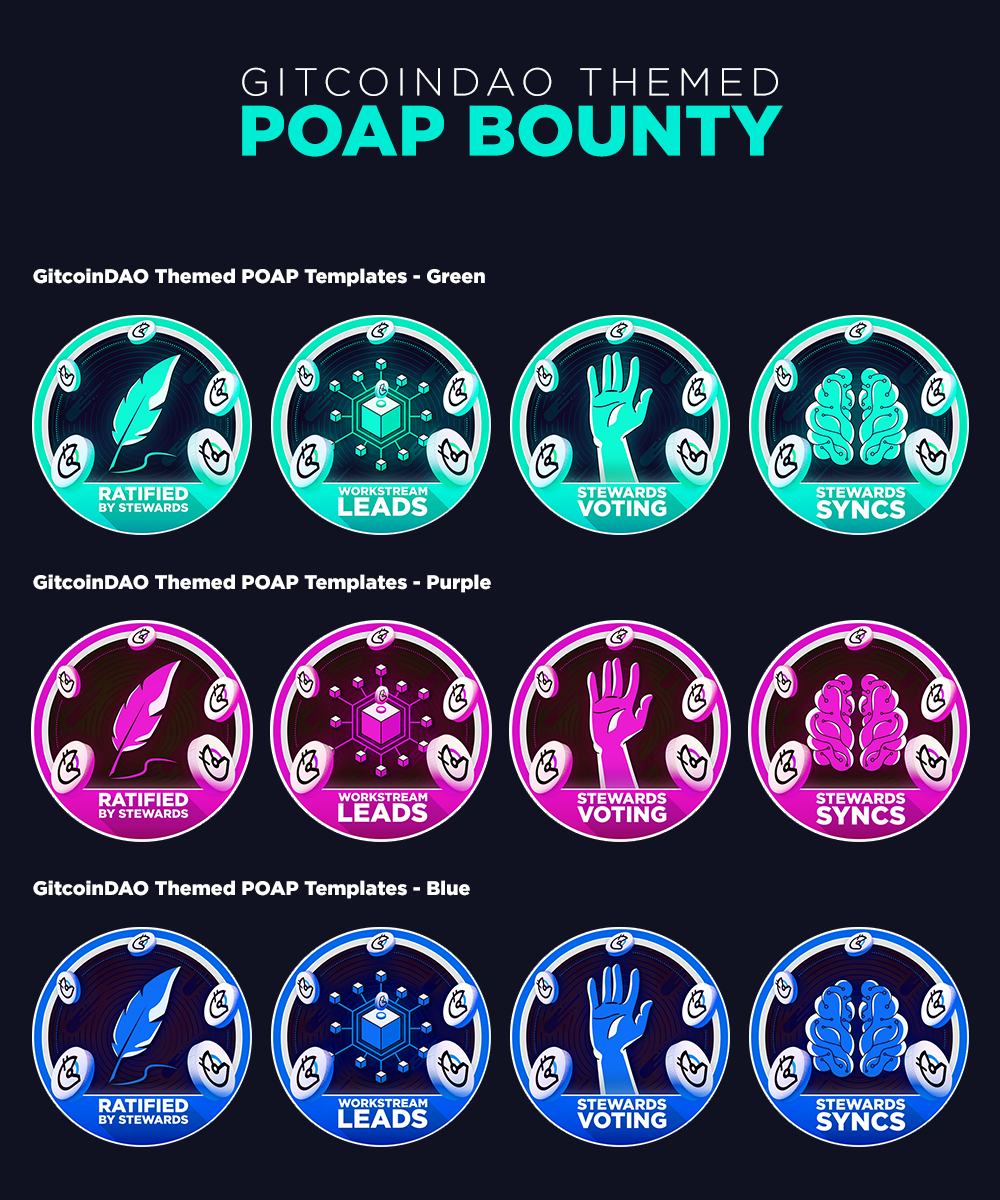 GITCOINDAO THEMED
POAP BOUNTY
GitcoinDAO Themed POAP Templates - Green
RATIFIED
BY STEWARDS
WORKSTREAM
LEADS
STEWARDS
VOTING
STEWARDS
SYNCS
GitcoinDAO Themed POAP Templates - Purple
RATIFIED
BY STEWARDS
WORKSTREAM
LEADS
STEWARDS
VOTING
STEWARDS
SYNCS
GitcoinDAO Themed POAP Templates - Blue
RATIFIED
BY STEWARDS
WORKSTREAM
LEADS
STEWARDS
VOTING
STEWARDS
SYNCS